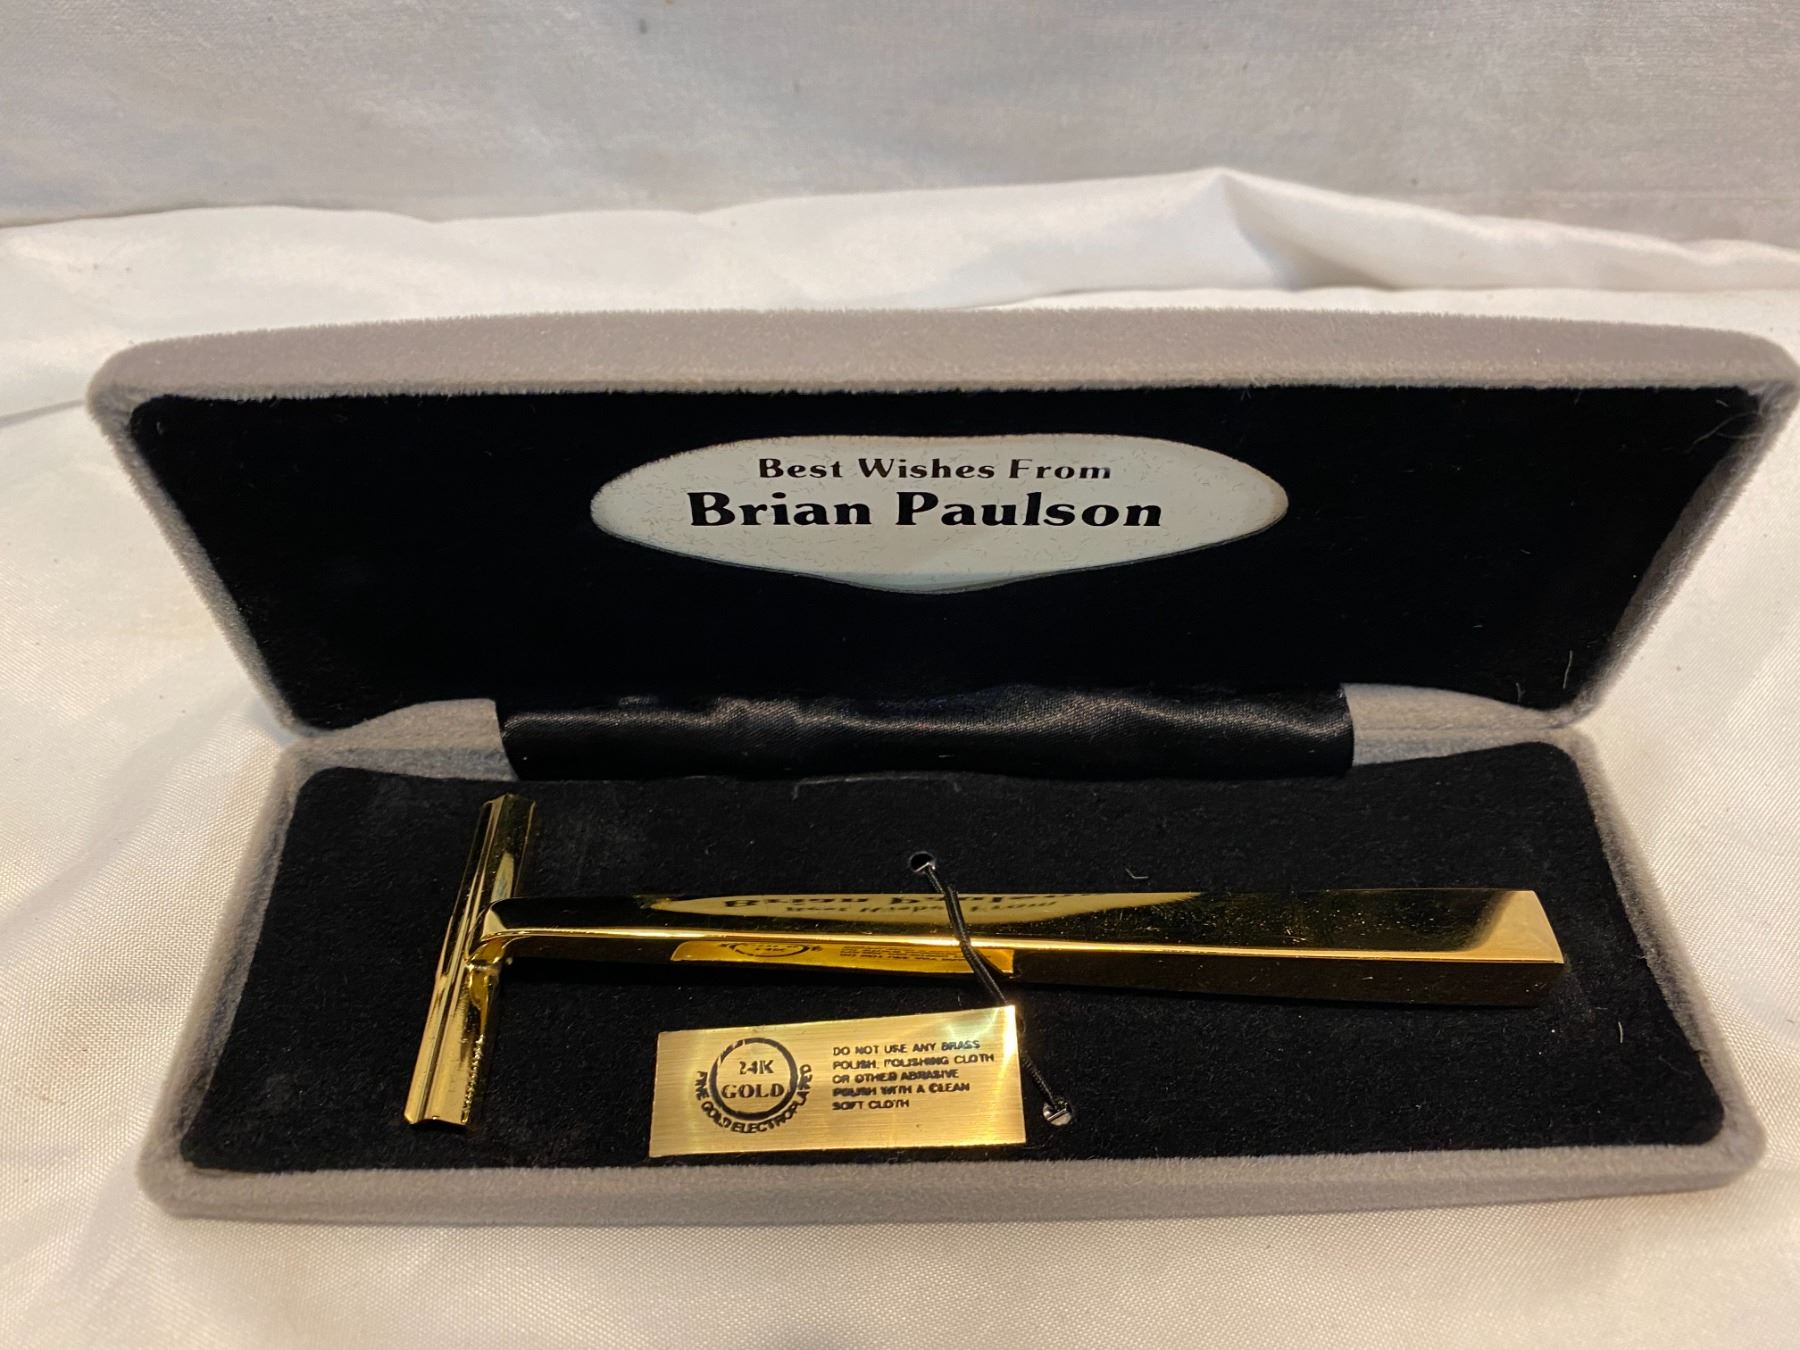 Best Wishes From
Brian Paulson
24K
GOLD
FINE GOLD ELECTROPLATED
DO NOT USE ANY BRASS
POLISH, POLISHING CLOTH
OR OTHER ABRASIVE
POLISH WITH A CLEAN
SOFT CLOTH